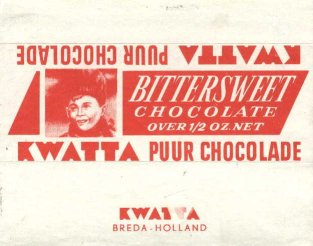 KWATTA PUUR CHOCOLADE
BITTERSWEET
CHOCOLATE
OVER 1/2 OZ. NET
KWATTA PUUR CHOCOLADE
KWATTA
BREDA-HOLLAND